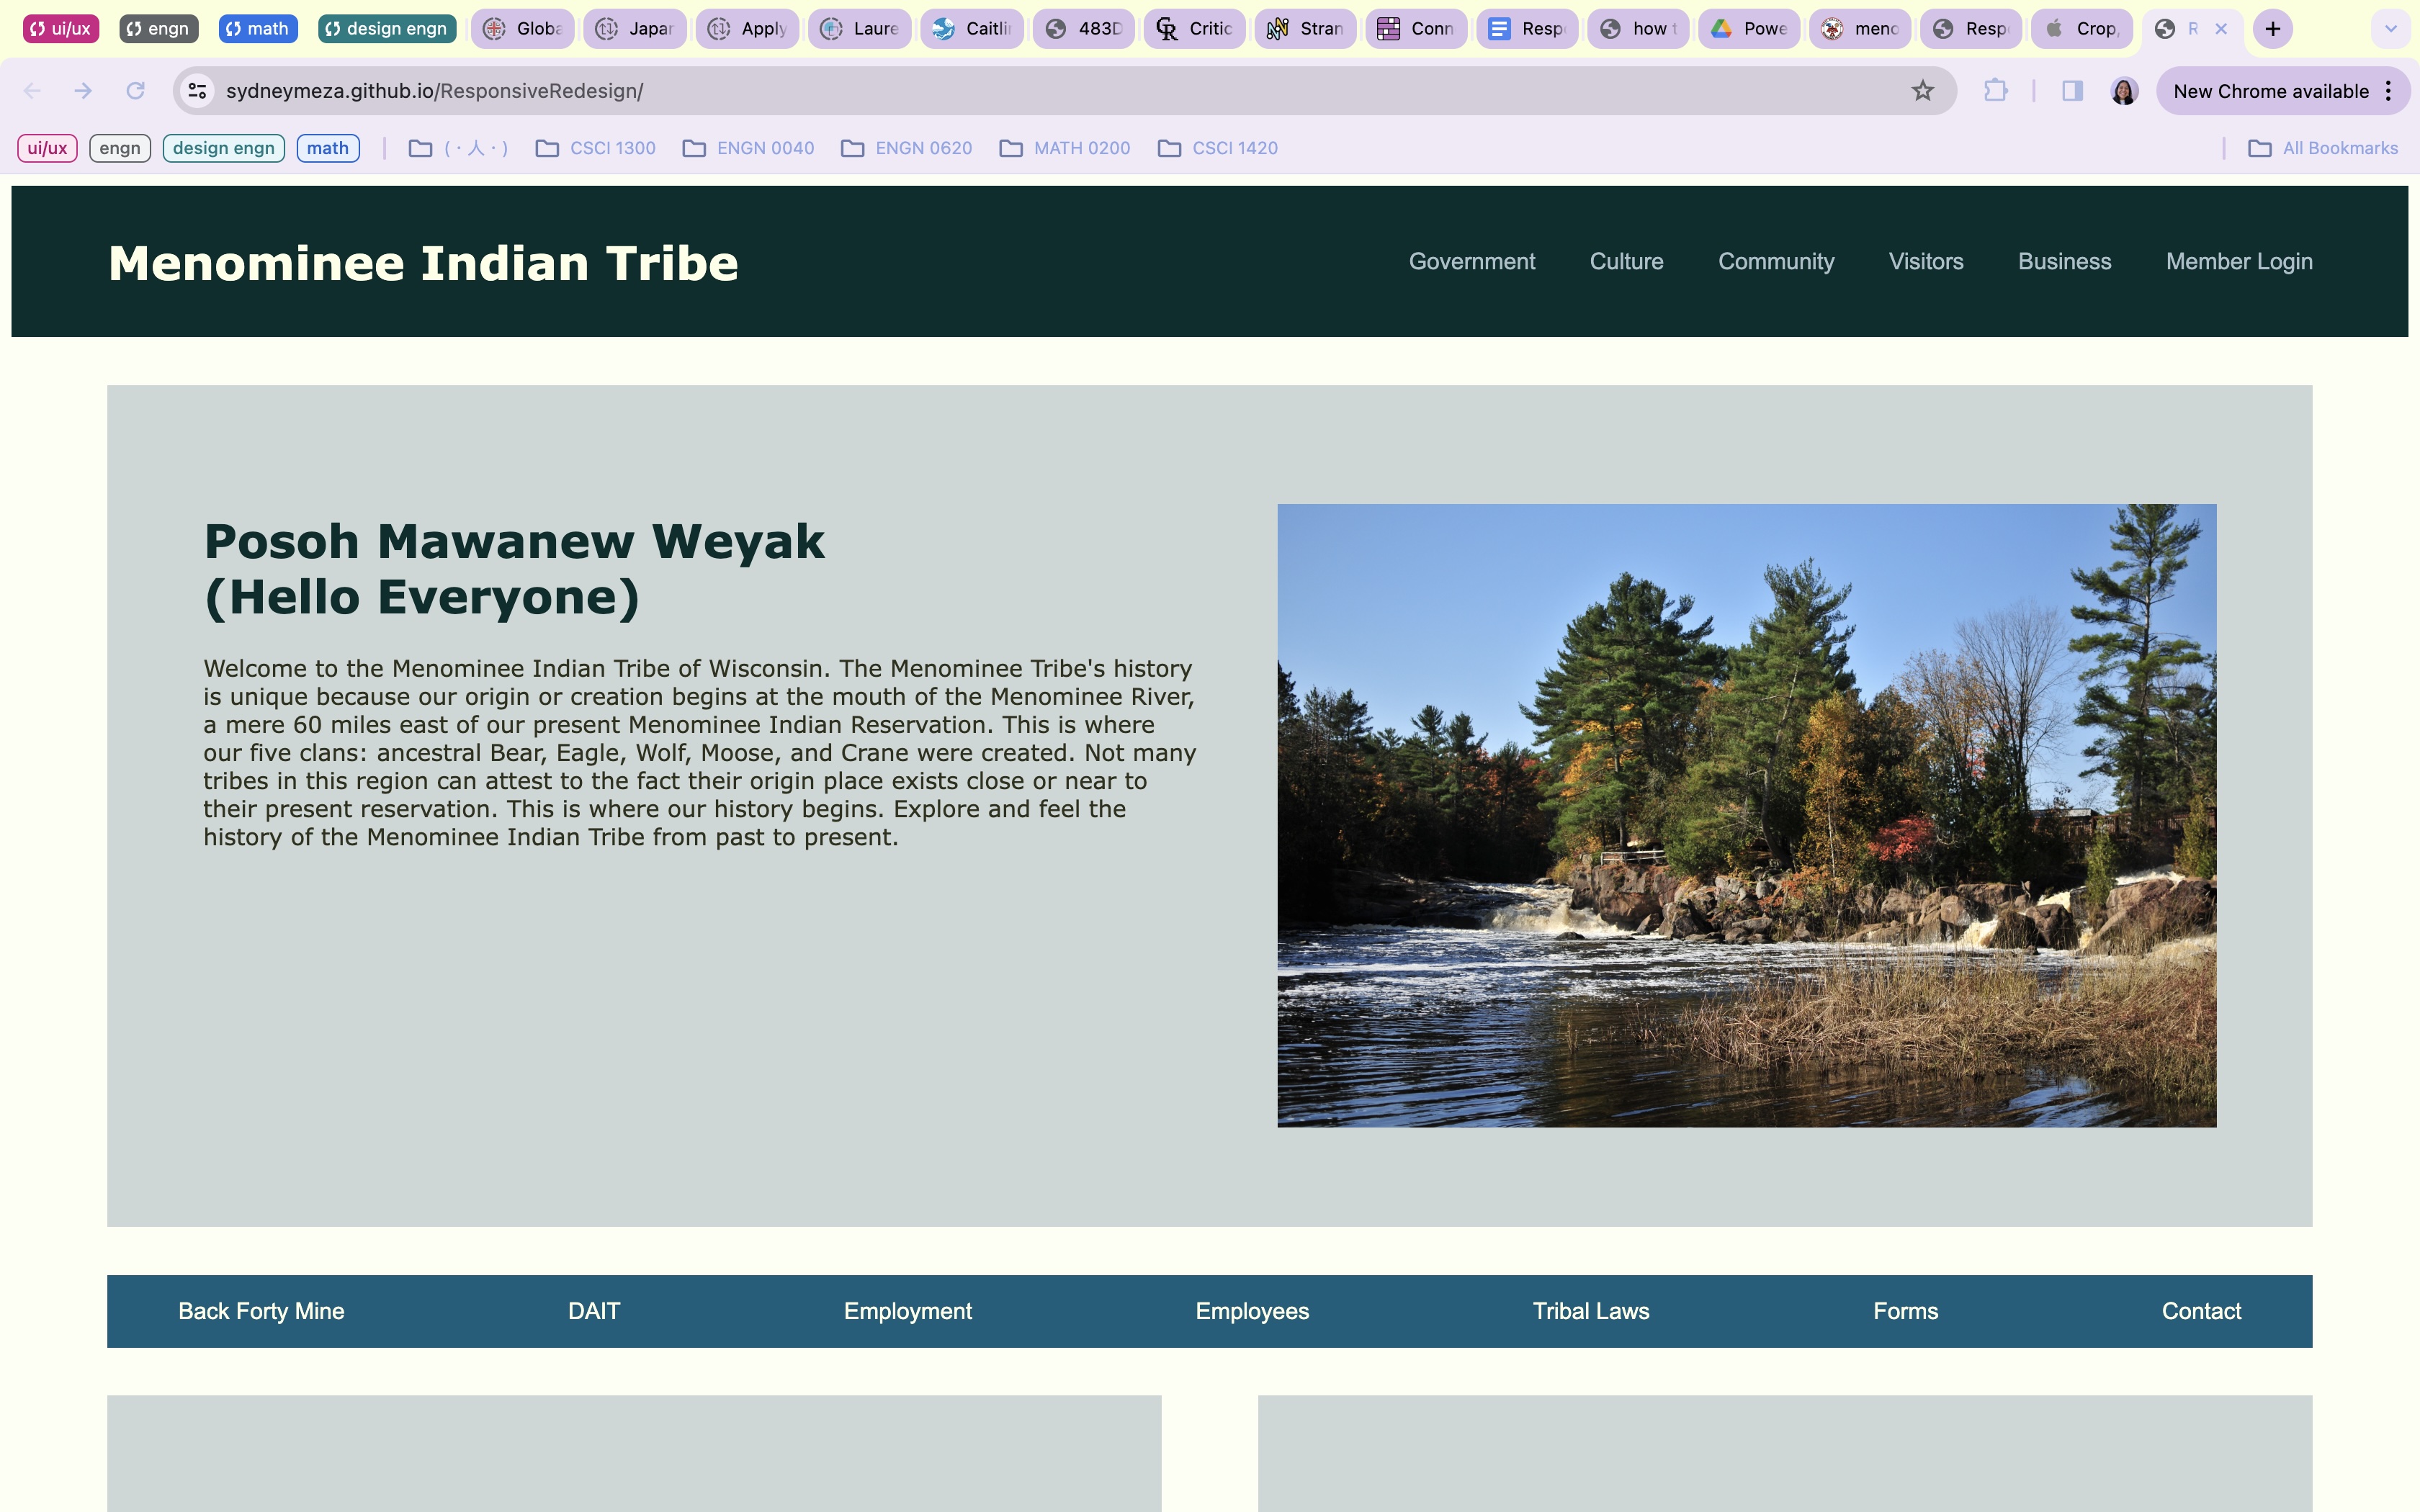 ui/ux engn math design engn Globa Japar Apply Laure Caitli 483D Critic Stran Conn Resp how t Powe meno Resp Crop, R
sydneymeza.github.io/ResponsiveRedesign/ New Chrome available
ui/ux engn design engn math (・人・) CSCI 1300 ENGN 0040 ENGN 0620 MATH 0200 CSCI 1420 All Bookmarks
Menominee Indian Tribe Government Culture Community Visitors Business Member Login
Posoh Mawanew Weyak
(Hello Everyone)
Welcome to the Menominee Indian Tribe of Wisconsin. The Menominee Tribe's history
is unique because our origin or creation begins at the mouth of the Menominee River,
a mere 60 miles east of our present Menominee Indian Reservation. This is where
our five clans: ancestral Bear, Eagle, Wolf, Moose, and Crane were created. Not many
tribes in this region can attest to the fact their origin place exists close or near to
their present reservation. This is where our history begins. Explore and feel the
history of the Menominee Indian Tribe from past to present.
Back Forty Mine DAIT Employment Employees Tribal Laws Forms Contact